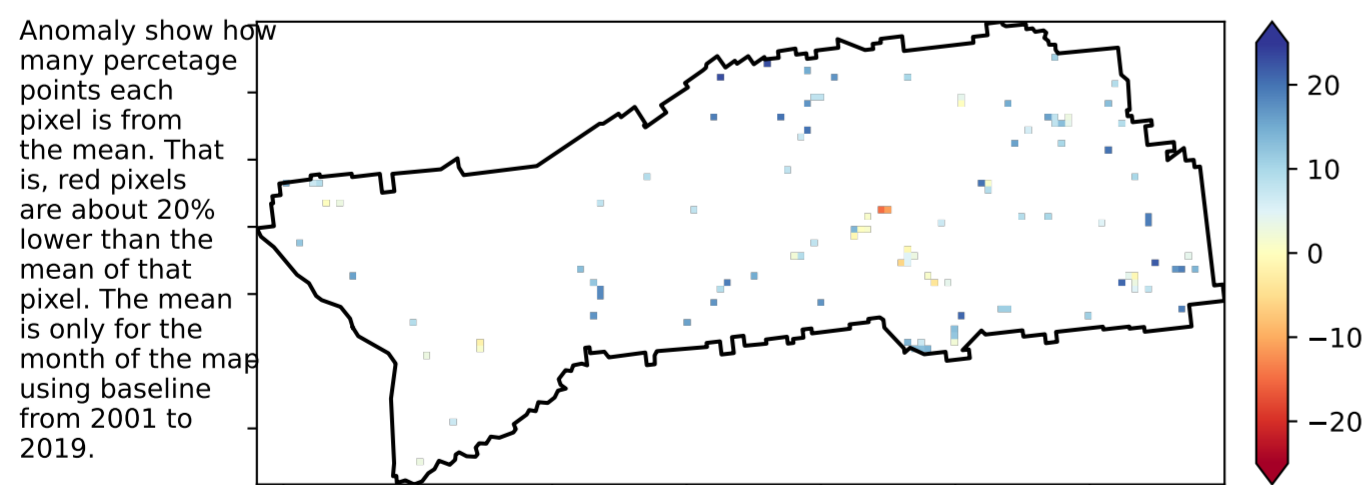 Anomaly show how
many percetage
points each
pixel is from
the mean. That
is, red pixels
are about 20%
lower than the
mean of that
pixel. The mean
is only for the
month of the map
using baseline
from 2001 to
2019.
20
10
0
−10
−20